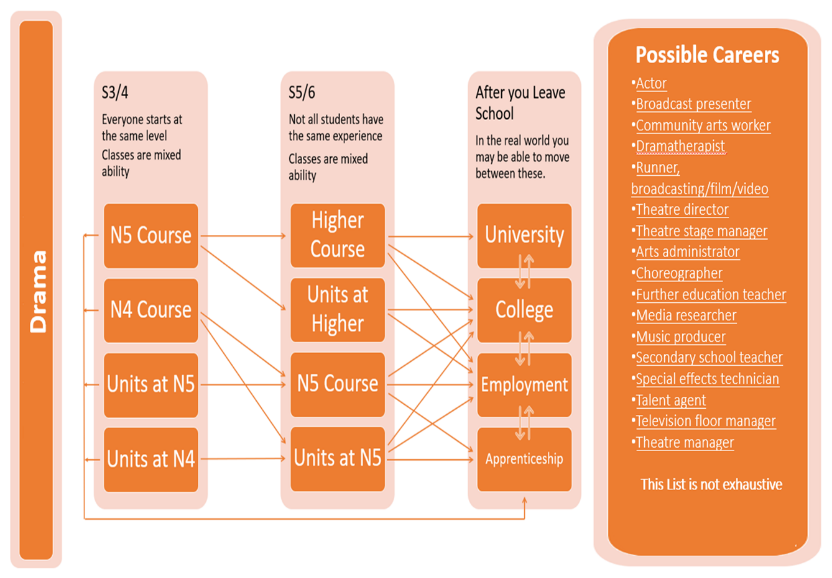 Drama
S3/4
Everyone starts at
the same level
Classes are mixed
ability
N5 Course
N4 Course
Units at N5
Units at N4
S5/6
Not all students have
the same experience
Classes are mixed
ability
Higher
Course
Units at
Higher
N5 Course
Units at N5
After you Leave
School
In the real world you
may be able to move
between these.
University
College
Employment
Apprenticeship
Possible Careers
•Actor
•Broadcast presenter
•Community arts worker
•Dramatherapist
•Runner,
broadcasting/film/video
•Theatre director
•Theatre stage manager
•Arts administrator
•Choreographer
•Further education teacher
•Media researcher
•Music producer
•Secondary school teacher
•Special effects technician
•Talent agent
•Television floor manager
•Theatre manager
This List is not exhaustive